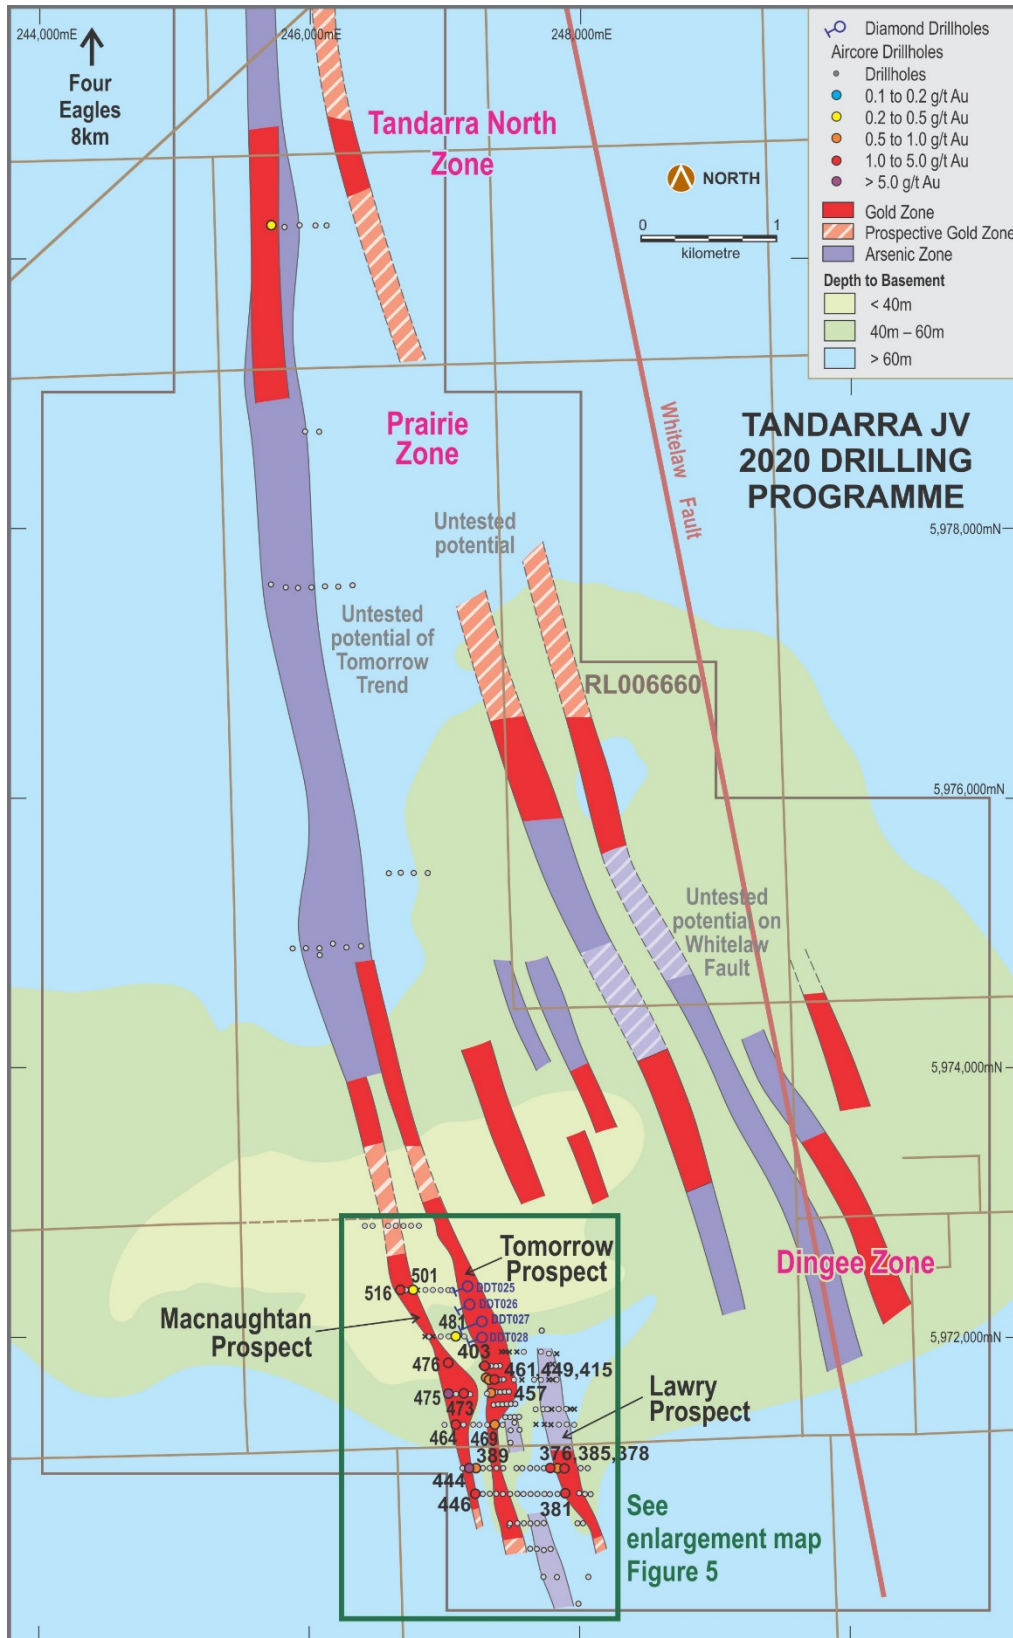 244,000mE
246,000mE
248,000mE
Four
Eagles
8km
Diamond Drillholes
Aircore Drillholes
Drillholes
0.1 to 0.2 g/t Au
0.2 to 0.5 g/t Au
0.5 to 1.0 g/t Au
1.0 to 5.0 g/t Au
> 5.0 g/t Au
Gold Zone
Prospective Gold Zone
Arsenic Zone
Depth to Basement
< 40m
40m – 60m
> 60m
Tandarra North
Zone
NORTH
0 1
kilometre
Prairie
Zone
Whitelaw Fault
TANDARRA JV
2020 DRILLING
PROGRAMME
Untested
potential
5,978,000mN
Untested
potential of
Tomorrow
Trend
RL006660
5,976,000mN
Untested
potential on
Whitelaw
Fault
5,974,000mN
Tomorrow
Prospect
Dingee Zone
501
516
DDT025
DDT026
Macnaughtan
Prospect
481
DDT027
DDT028
5,972,000mN
403
476
461,449,415
475
473
457
Lawry
Prospect
464
469
389
376,385,378
444
446
381
See
enlargement map
Figure 5